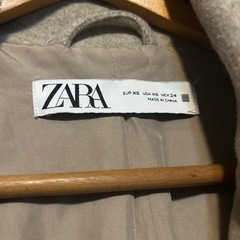 ZARA
EUR XS USA XS MEX 24
MADE IN CHINA